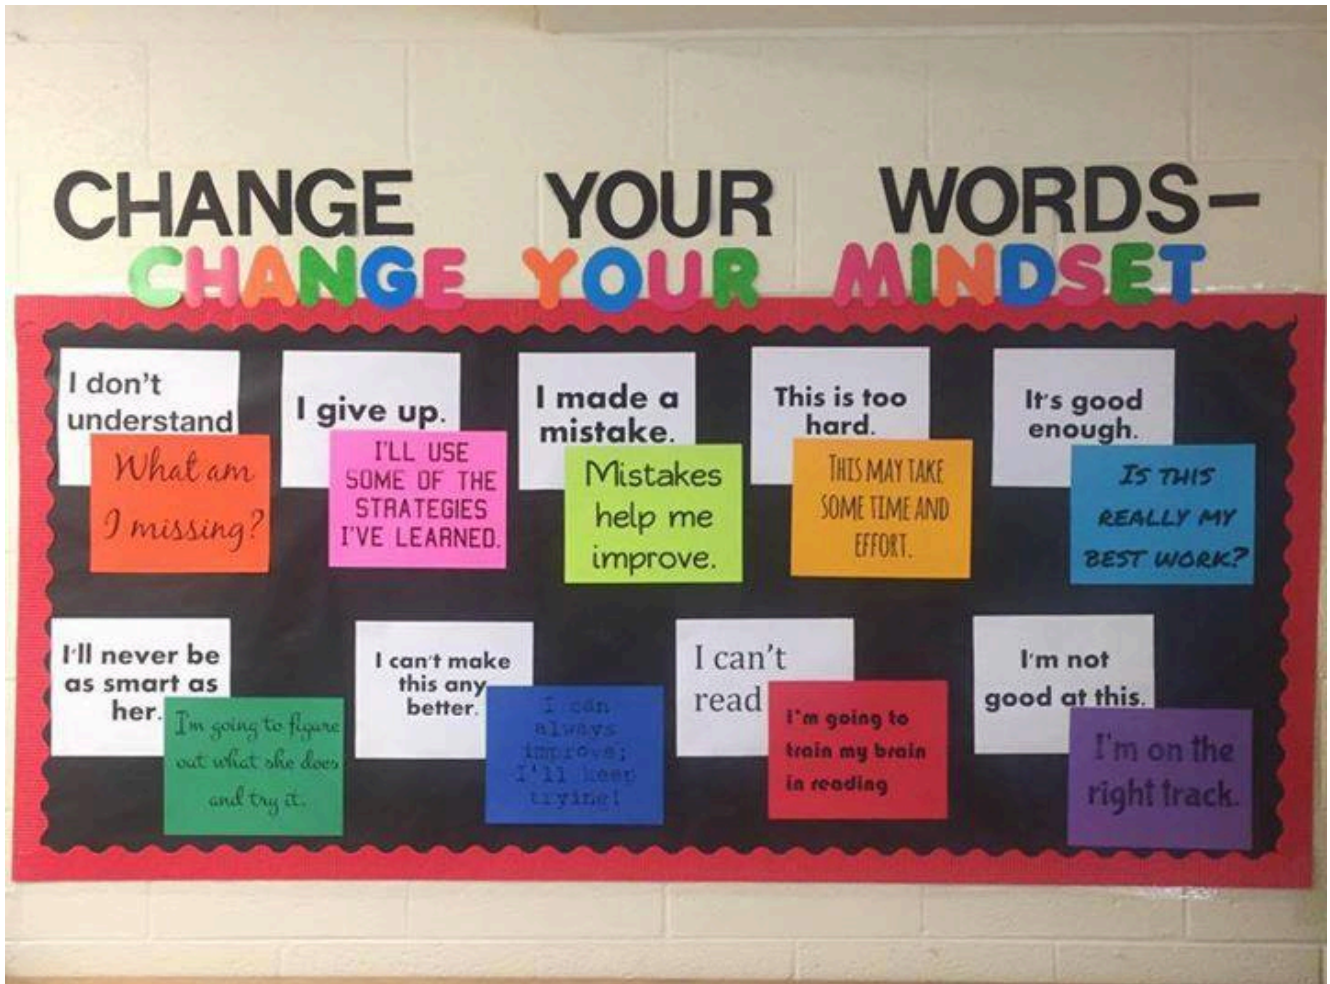 CHANGE YOUR WORDS-
CHANGE YOUR MINDSET
I don't
understand
What am
I missing?
I give up.
I'LL USE
SOME OF THE
STRATEGIES
I'VE LEARNED.
I made a
mistake.
Mistakes
help me
improve.
This is too
hard.
THIS MAY TAKE
SOME TIME AND
EFFORT.
It's good
enough.
IS THIS
REALLY MY
BEST WORK?
I'll never be
as smart as
her.
I'm going to figure
out what she does
and try it.
I can't make
this any
better.
I can
always
improve;
I'll keep
trying!
I can't
read
I'm going to
train my brain
in reading
I'm not
good at this.
I'm on the
right track.